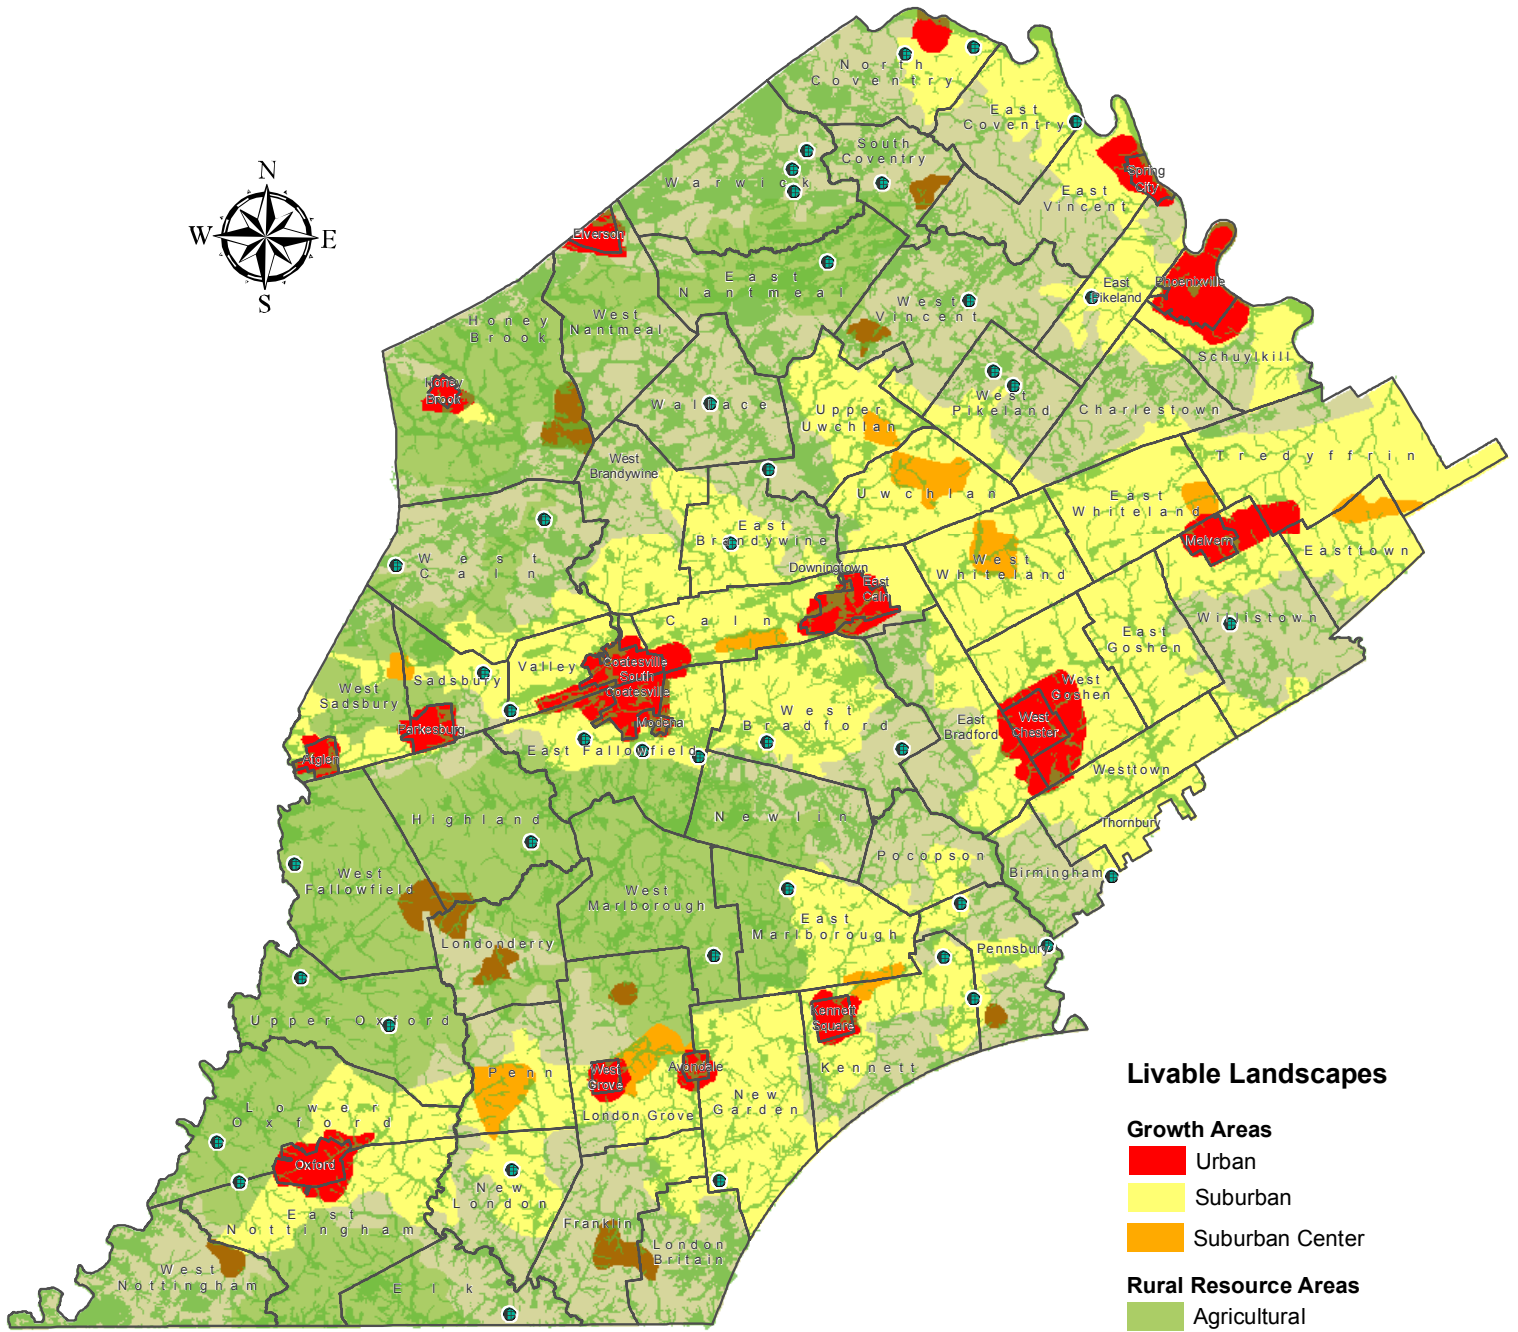 N
W
E
S
North
Coventry
East
Coventry
South
Coventry
Spring
City
Warwick
East
Vincent
Elverson
East
Nantmeal
East
Pikeland
Phoenixville
West
Vincent
West
Nantmeal
Honey
Brook
Schuylkill
Honey
Brook
Wallace
West
Pikeland
Charlestown
Upper
Uwchlan
West
Brandywine
Tredyffrin
Uwchlan
East
Whiteland
East
Brandywine
Malvern
Easttown
West
Caln
West
Whiteland
Downingtown
East
Caln
Caln
Willistown
East
Goshen
Valley
Coatesville
South
Coatesville
Sadsbury
West
Sadsbury
West
Goshen
West
Bradford
East
Bradford
West
Chester
Modena
Parkesburg
East Fallowfield
Atglen
Westtown
Highland
Newlin
Thornbury
Pocopson
Birmingham
West
Fallowfield
West
Marlborough
East
Marlborough
Londonderry
Pennsbury
Upper Oxford
Kennett
Square
Penn
West
Grove
Avondale
Kennett
New
Garden
London Grove
Lower
Oxford
Oxford
New
London
East
Nottingham
Franklin
London
Britain
West
Nottingham
Elk
Livable Landscapes
Growth Areas
Urban
Suburban
Suburban Center
Rural Resource Areas
Agricultural